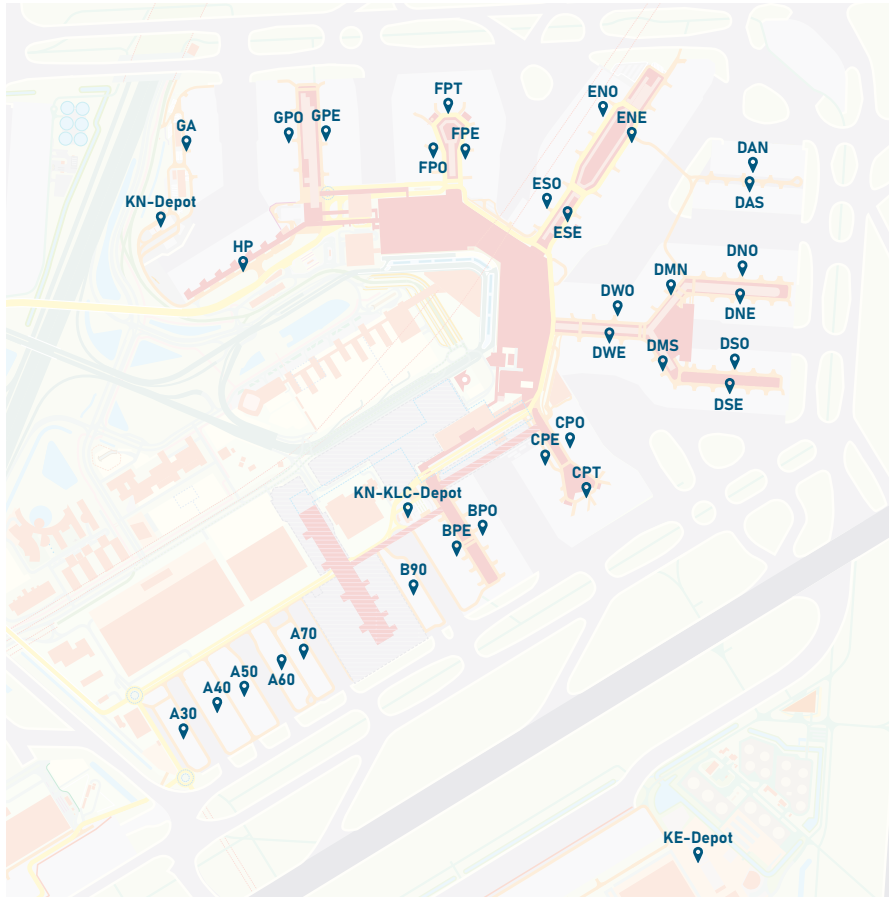 FPT
ENO
GPO
GPE
ENE
GA
FPE
FPO
DAN
DAS
KN-Depot
ESO
ESE
HP
DNO
DMN
DNE
DWO
DWE
DMS
DSO
DSE
P
CPO
CPE
CPT
KN-KLC-Depot
BPO
BPE
B90
A70
A60
A50
A40
A30
KE-Depot